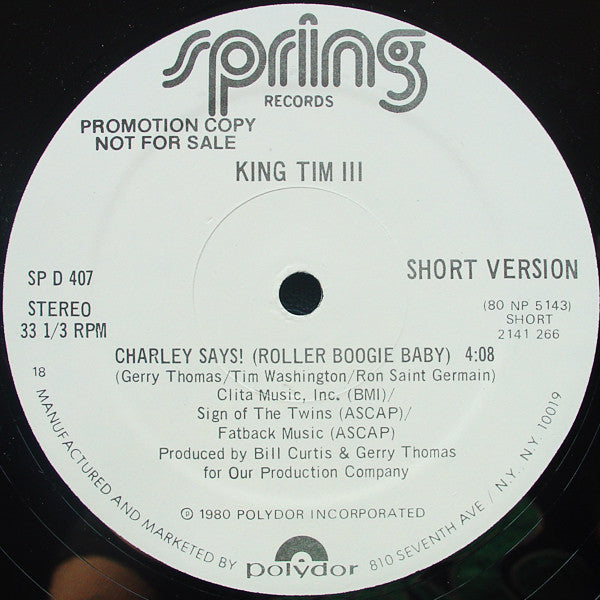 spring
RECORDS
PROMOTION COPY
NOT FOR SALE
KING TIM III
SP D 407
STEREO
33 1/3 RPM
SHORT VERSION
(80 NP 5143)
SHORT
2141 266
18
CHARLEY SAYS! (ROLLER BOOGIE BABY) 4:08
(Gerry Thomas/Tim Washington/Ron Saint Germain)
Clita Music, Inc. (BMI)/
Sign of The Twins (ASCAP)/
Fatback Music (ASCAP)
Produced by Bill Curtis & Gerry Thomas
for Our Production Company
℗ 1980 POLYDOR INCORPORATED
MANUFACTURED AND MARKETED BY polydor 810 SEVENTH AVE / N.Y., N.Y. 10019